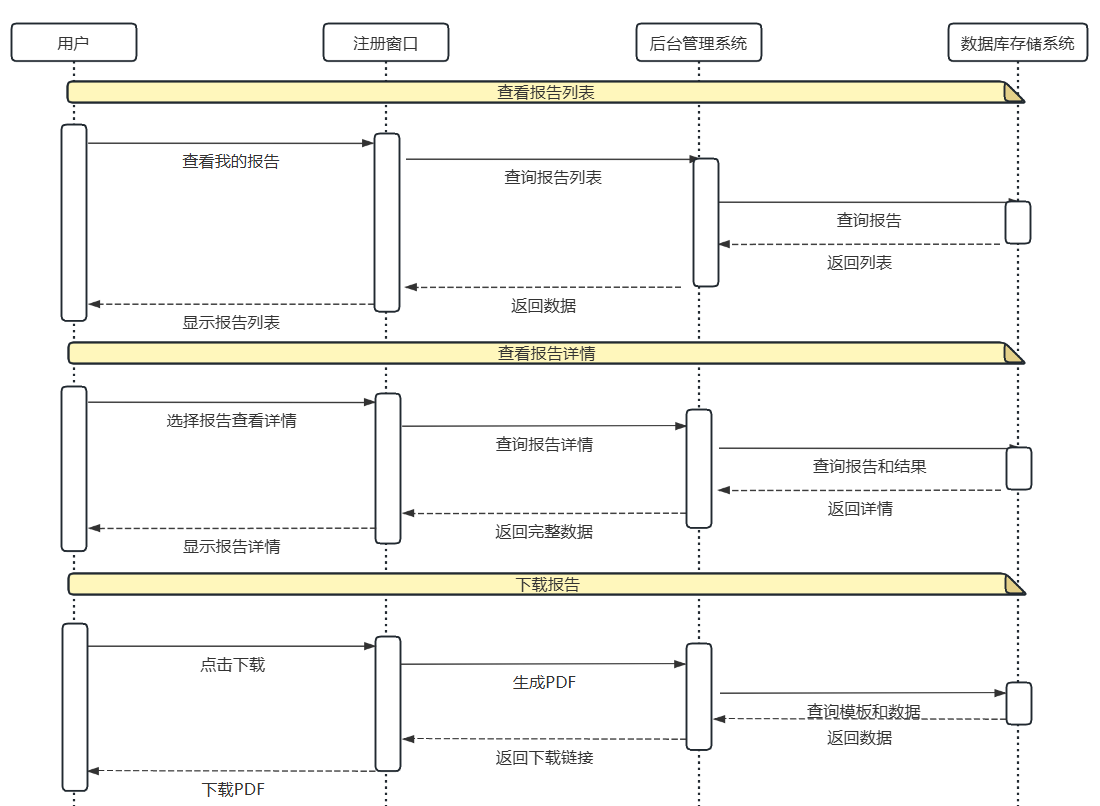 用户
注册窗口
后台管理系统
数据库存储系统
查看报告列表
查看我的报告
查询报告列表
查询报告
返回列表
返回数据
显示报告列表
查看报告详情
选择报告查看详情
查询报告详情
查询报告和结果
返回详情
返回完整数据
显示报告详情
下载报告
点击下载
生成PDF
查询模板和数据
返回数据
返回下载链接
下载PDF